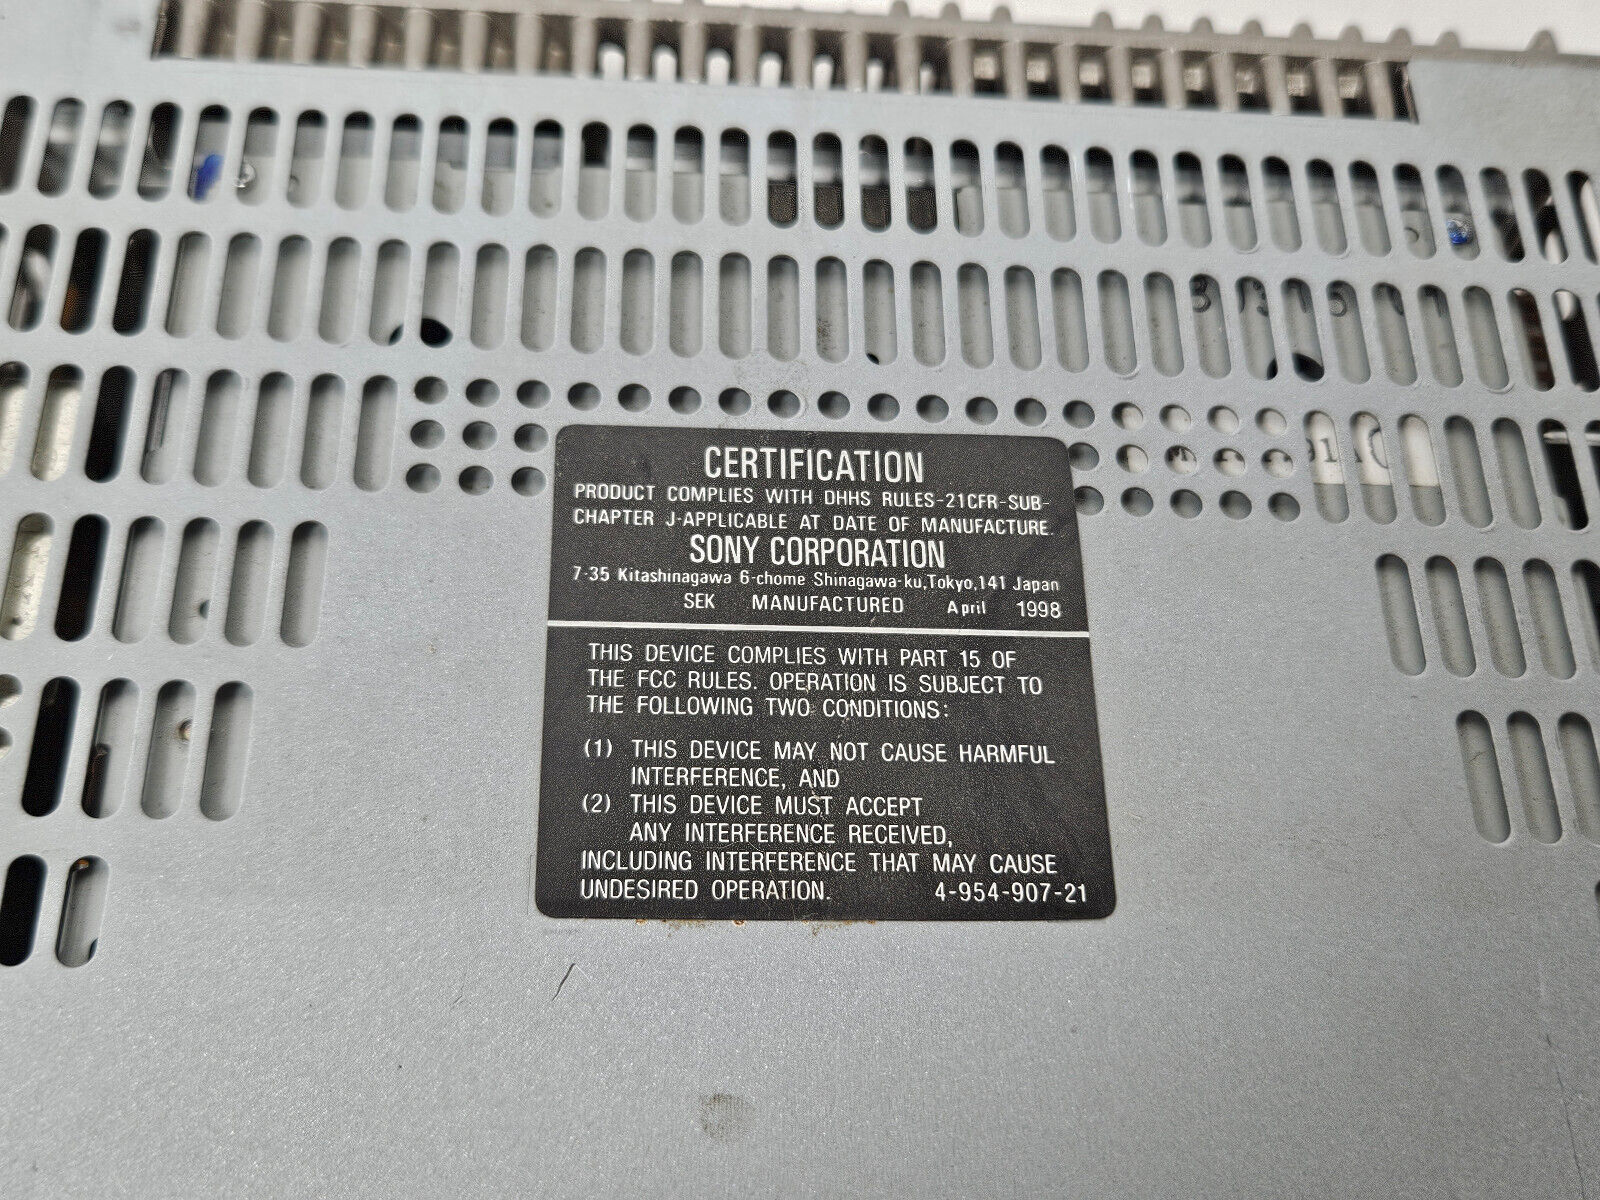 CERTIFICATION
PRODUCT COMPLIES WITH DHHS RULES-21CFR-SUB-
CHAPTER J-APPLICABLE AT DATE OF MANUFACTURE.
SONY CORPORATION
7-35 Kitashinagawa 6-chome Shinagawa-ku,Tokyo,141 Japan
SEK MANUFACTURED April 1998
THIS DEVICE COMPLIES WITH PART 15 OF
THE FCC RULES. OPERATION IS SUBJECT TO
THE FOLLOWING TWO CONDITIONS:
(1) THIS DEVICE MAY NOT CAUSE HARMFUL
INTERFERENCE, AND
(2) THIS DEVICE MUST ACCEPT
ANY INTERFERENCE RECEIVED,
INCLUDING INTERFERENCE THAT MAY CAUSE
UNDESIRED OPERATION. 4-954-907-21